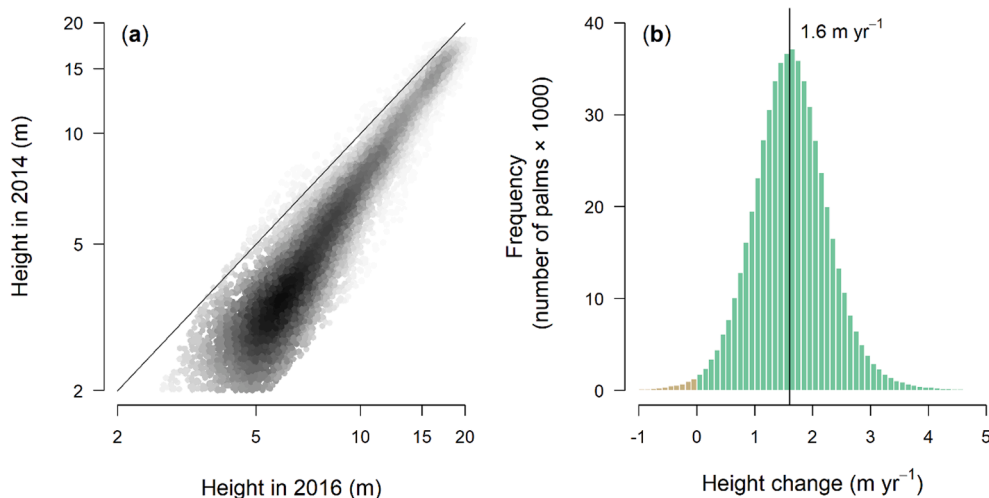 (a)
20
15
10
5
2
Height in 2014 (m)
2 5 10 15 20
Height in 2016 (m)
(b)
1.6 m yr⁻¹
40
30
20
10
0
Frequency
(number of palms × 1000)
-1 0 1 2 3 4 5
Height change (m yr⁻¹)